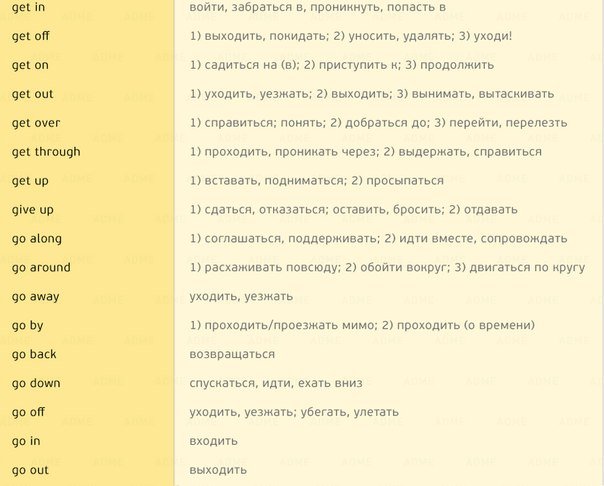 get in войти, забраться в, проникнуть, попасть в
get off 1) выходить, покидать; 2) уносить, удалять; 3) уходи!
get on 1) садиться на (в); 2) приступить к; 3) продолжить
get out 1) уходить, уезжать; 2) выходить; 3) вынимать, вытаскивать
get over 1) справиться; понять; 2) добраться до; 3) перейти, перелезть
get through 1) проходить, проникать через; 2) выдержать, справиться
get up 1) вставать, подниматься; 2) просыпаться
give up 1) сдаться, отказаться; оставить, бросить; 2) отдавать
go along 1) соглашаться, поддерживать; 2) идти вместе, сопровождать
go around 1) расхаживать повсюду; 2) обойти вокруг; 3) двигаться по кругу
go away уходить, уезжать
go by 1) проходить/проезжать мимо; 2) проходить (о времени)
go back возвращаться
go down спускаться, идти, ехать вниз
go off уходить, уезжать; убегать, улетать
go in входить
go out выходить